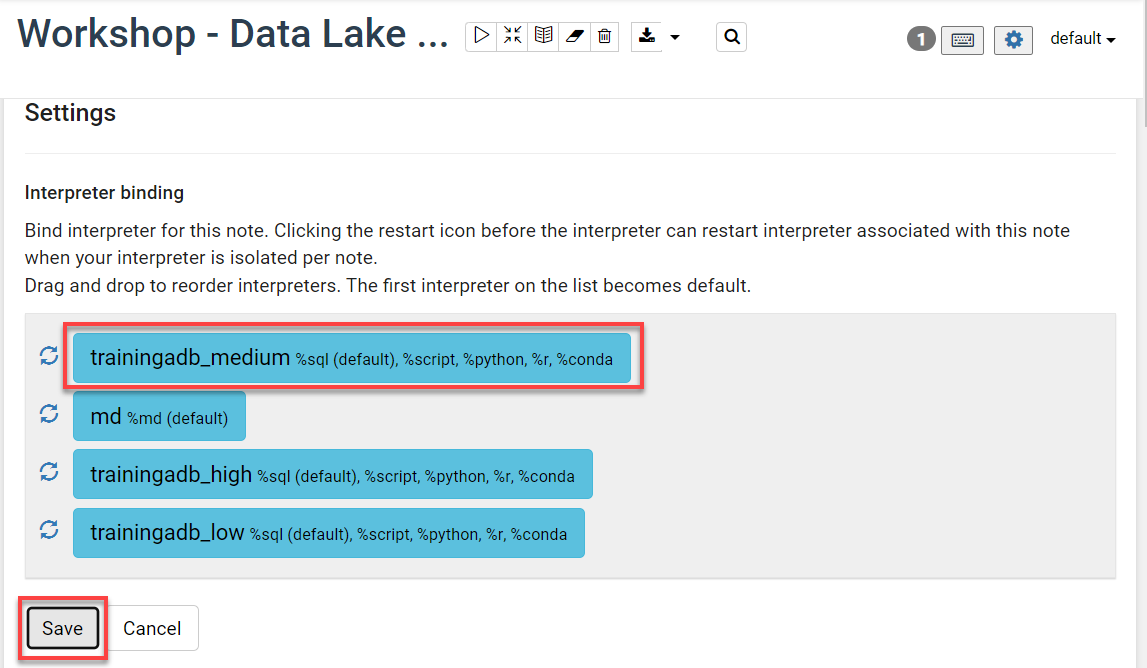 Workshop - Data Lake ...
1
default
Settings
Interpreter binding
Bind interpreter for this note. Clicking the restart icon before the interpreter can restart interpreter associated with this note
when your interpreter is isolated per note.
Drag and drop to reorder interpreters. The first interpreter on the list becomes default.
trainingadb_medium %sql (default), %script, %python, %r, %conda
md %md (default)
trainingadb_high %sql (default), %script, %python, %r, %conda
trainingadb_low %sql (default), %script, %python, %r, %conda
Save Cancel